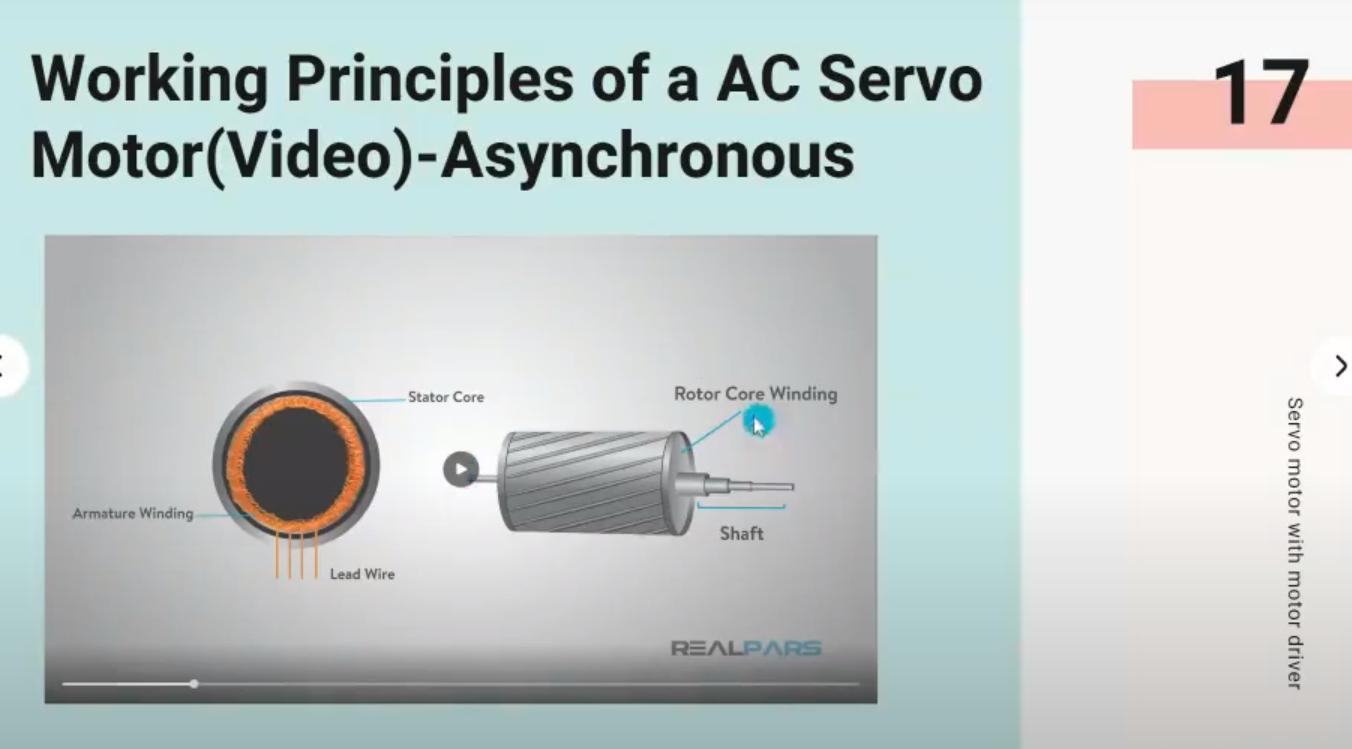 Working Principles of a AC Servo
Motor(Video)-Asynchronous
17
Stator Core
Rotor Core Winding
Armature Winding
Shaft
Lead Wire
REALPARS
Servo motor with motor driver